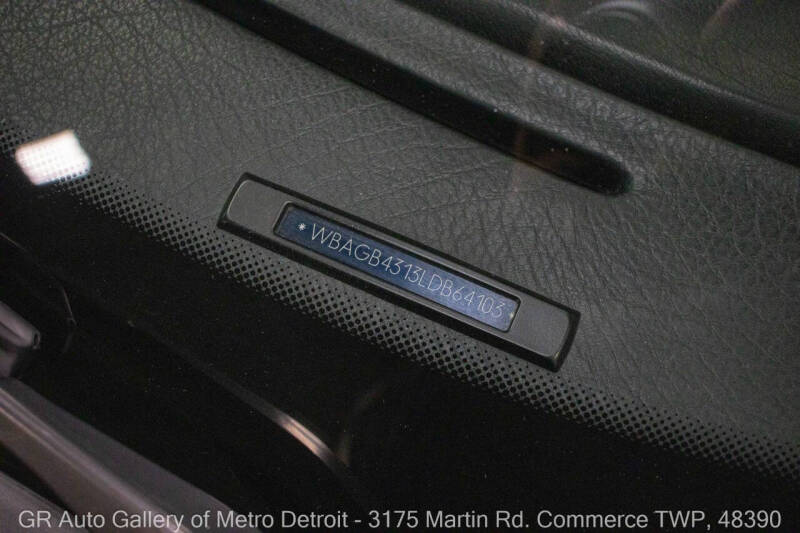 *WBAGB4313LDB64103*
GR Auto Gallery of Metro Detroit - 3175 Martin Rd. Commerce TWP, 48390